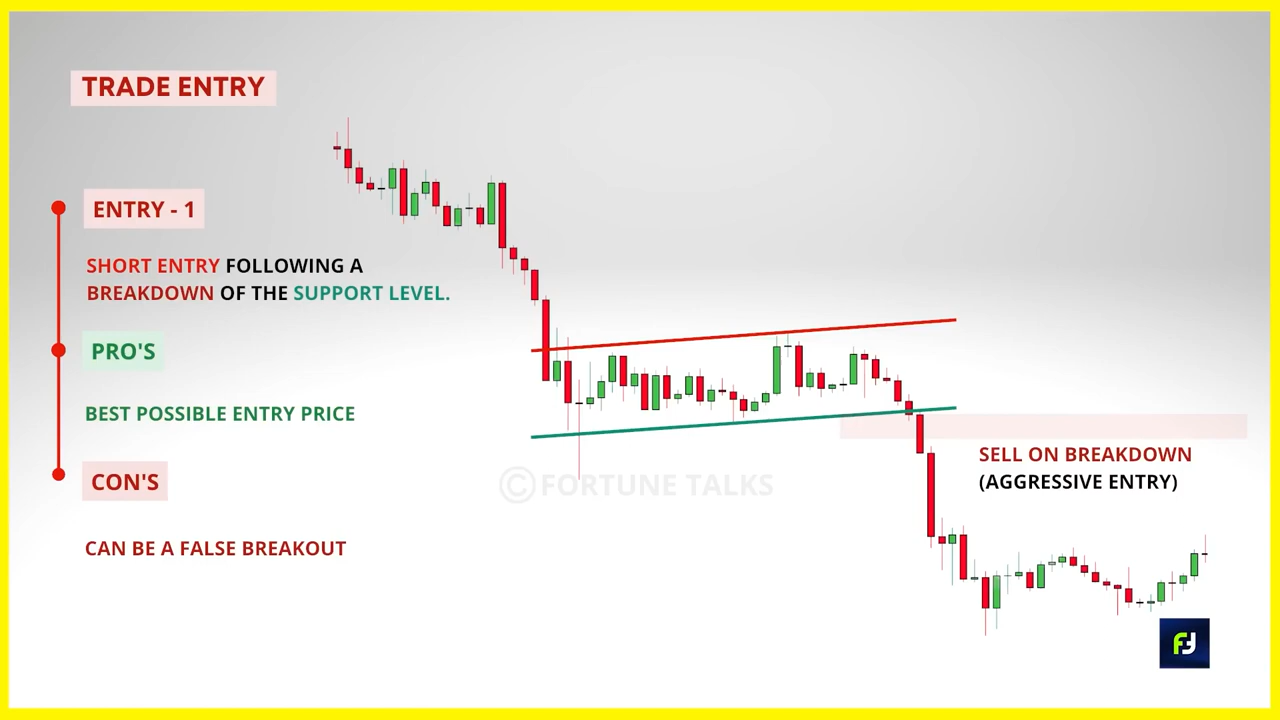 TRADE ENTRY
ENTRY - 1
SHORT ENTRY FOLLOWING A
BREAKDOWN OF THE SUPPORT LEVEL.
PRO'S
BEST POSSIBLE ENTRY PRICE
CON'S
CAN BE A FALSE BREAKOUT
SELL ON BREAKDOWN
(AGGRESSIVE ENTRY)
© FORTUNE TALKS